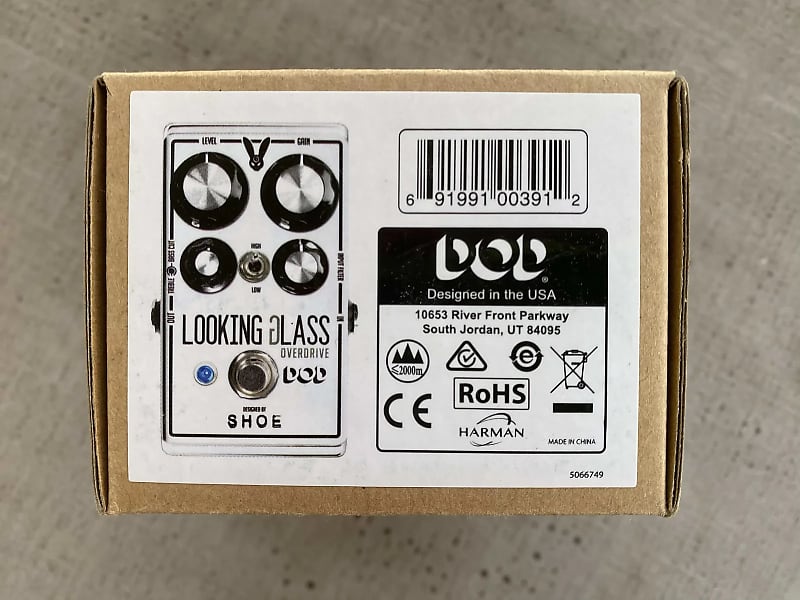 LEVEL
GAIN
TREBLE
BASS CUT
HIGH
LOW
INPUT FILTER
OUT
IN
LOOKING GLASS
OVERDRIVE
DOD
DESIGNED BY
SHOE
6 91991 00391 2
DOD®
Designed in the USA
10653 River Front Parkway
South Jordan, UT 84095
≤2000m
CE
RoHS
HARMAN
MADE IN CHINA
5066749